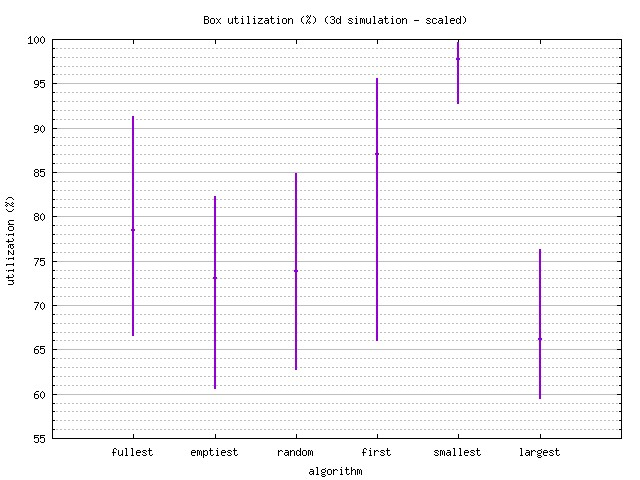 Box utilization (%) (3d simulation - scaled)
100
95
90
85
80
75
70
65
60
55
utilization (%)
fullest emptiest random first smallest largest
algorithm